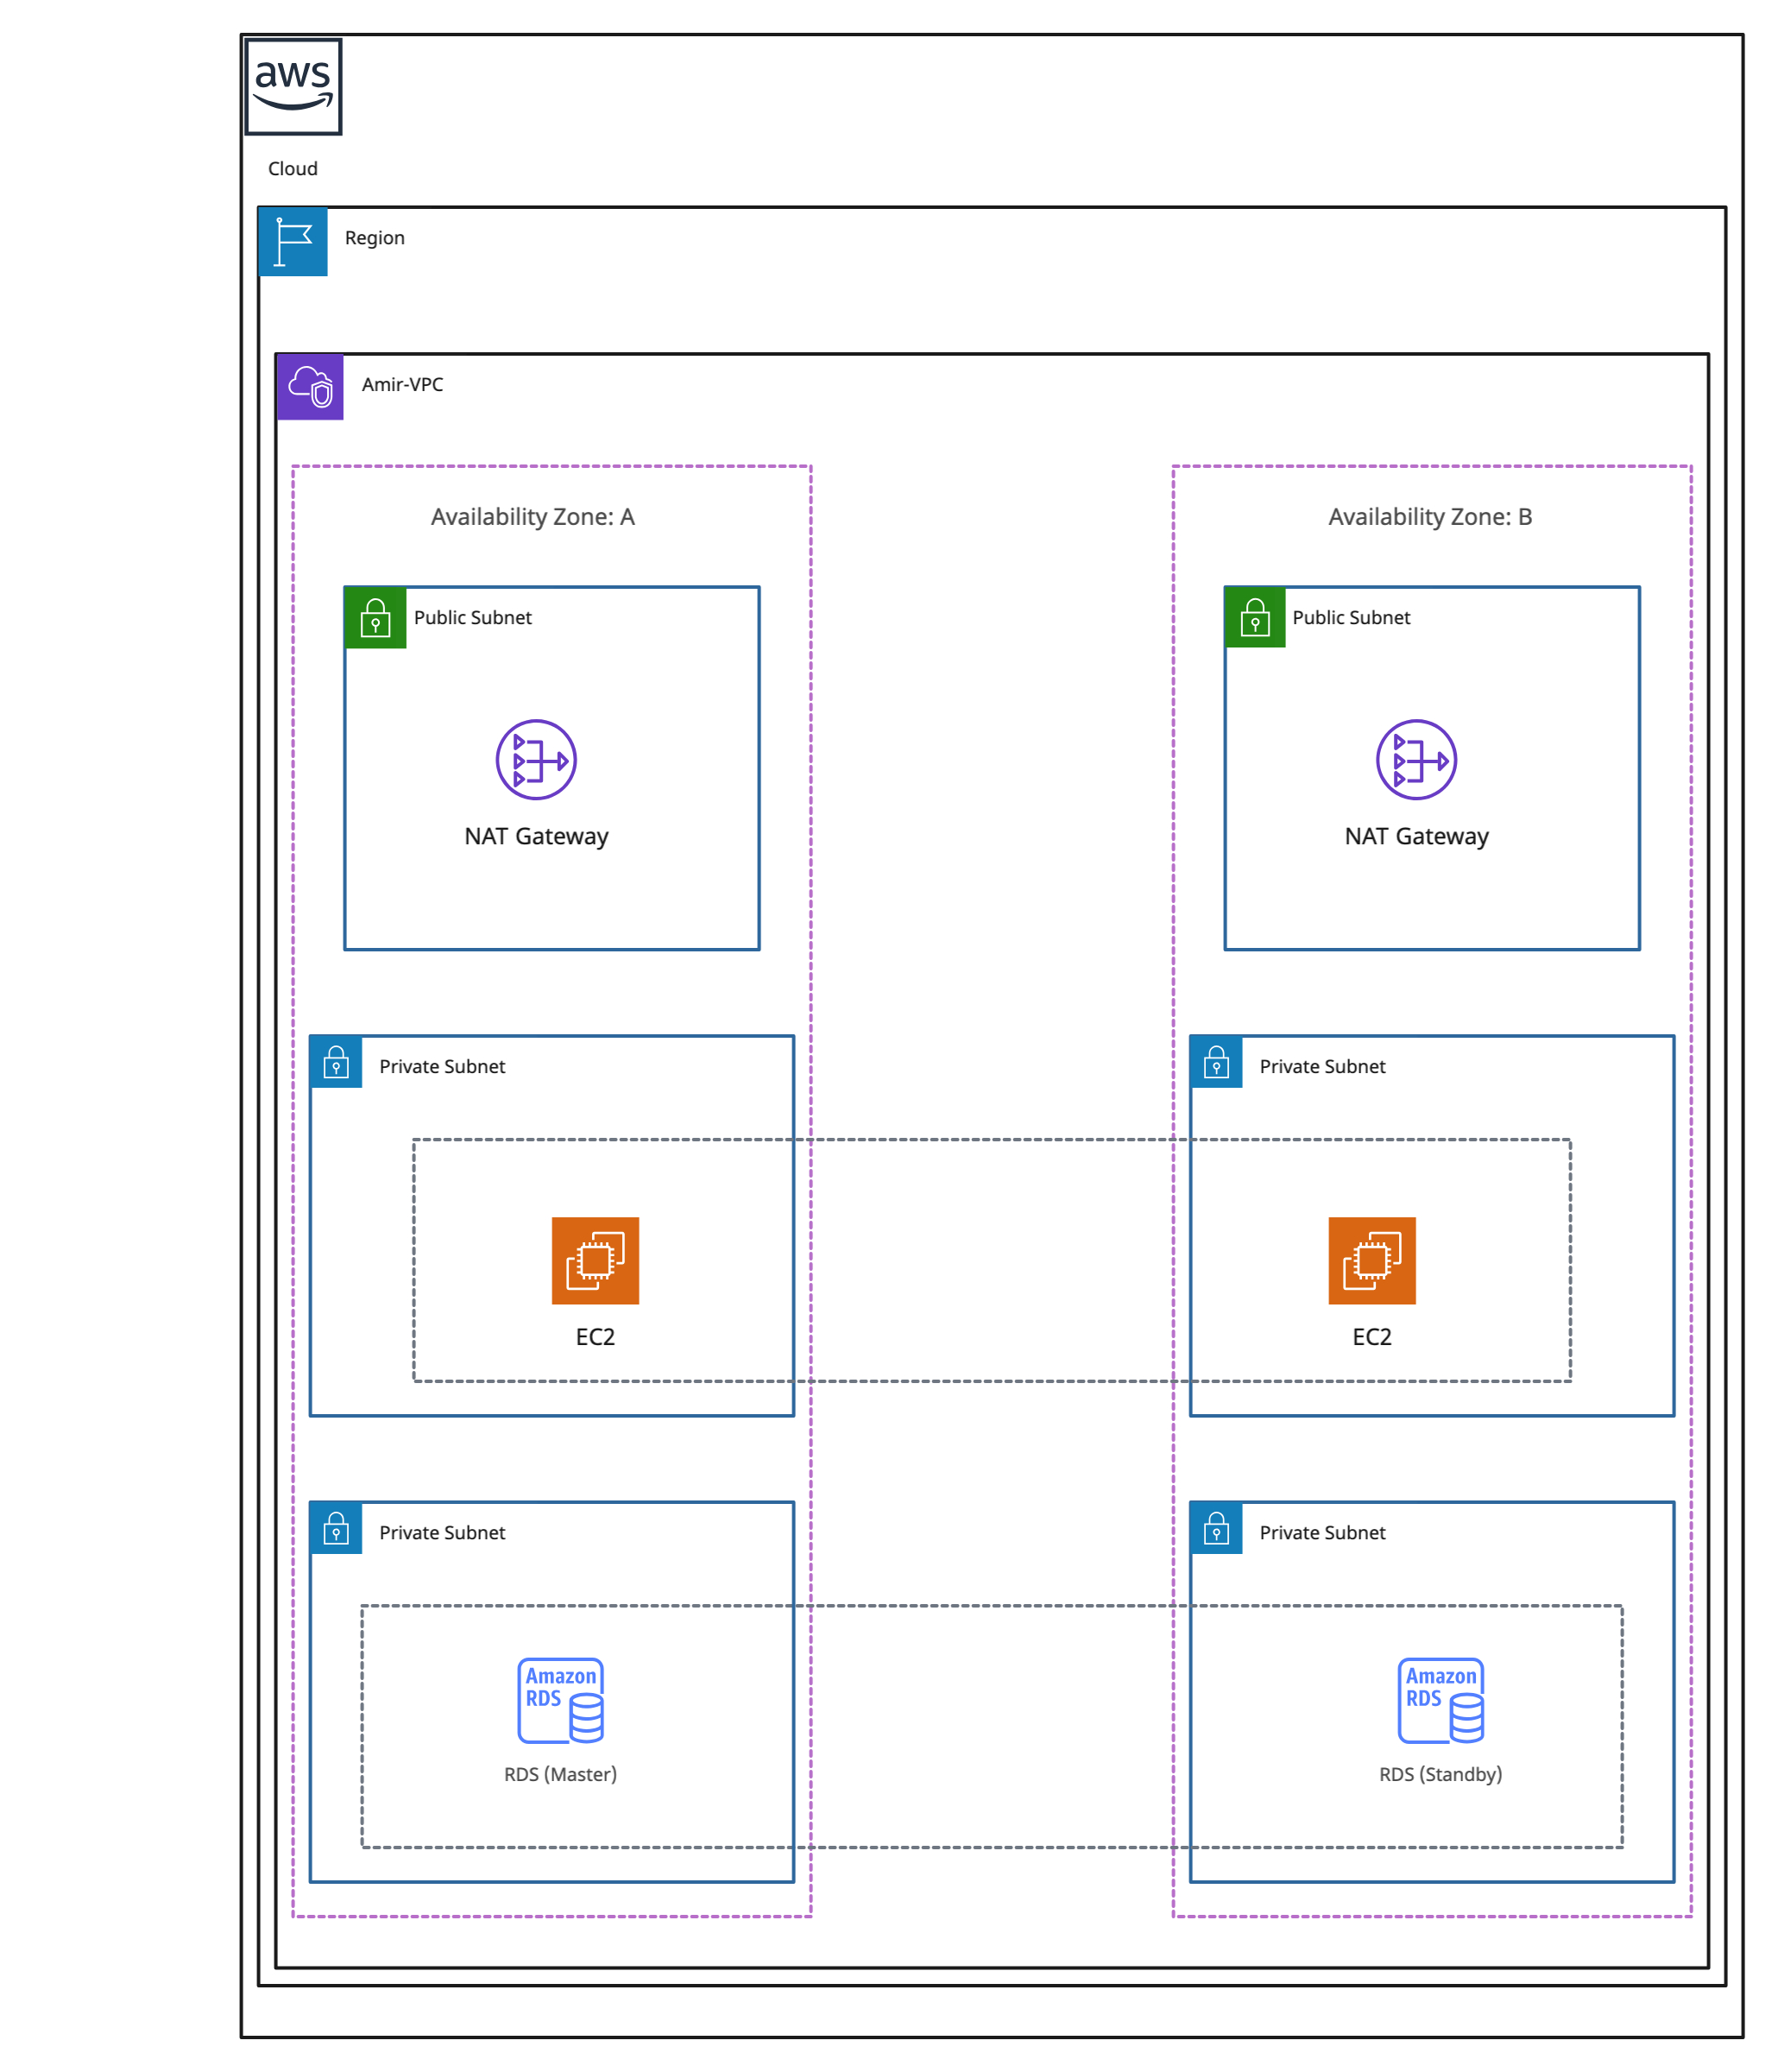 aws
Cloud
Region
Amir-VPC
Availability Zone: A
Availability Zone: B
Public Subnet
Public Subnet
NAT Gateway
NAT Gateway
Private Subnet
Private Subnet
EC2
EC2
Private Subnet
Private Subnet
Amazon
RDS
Amazon
RDS
RDS (Master)
RDS (Standby)